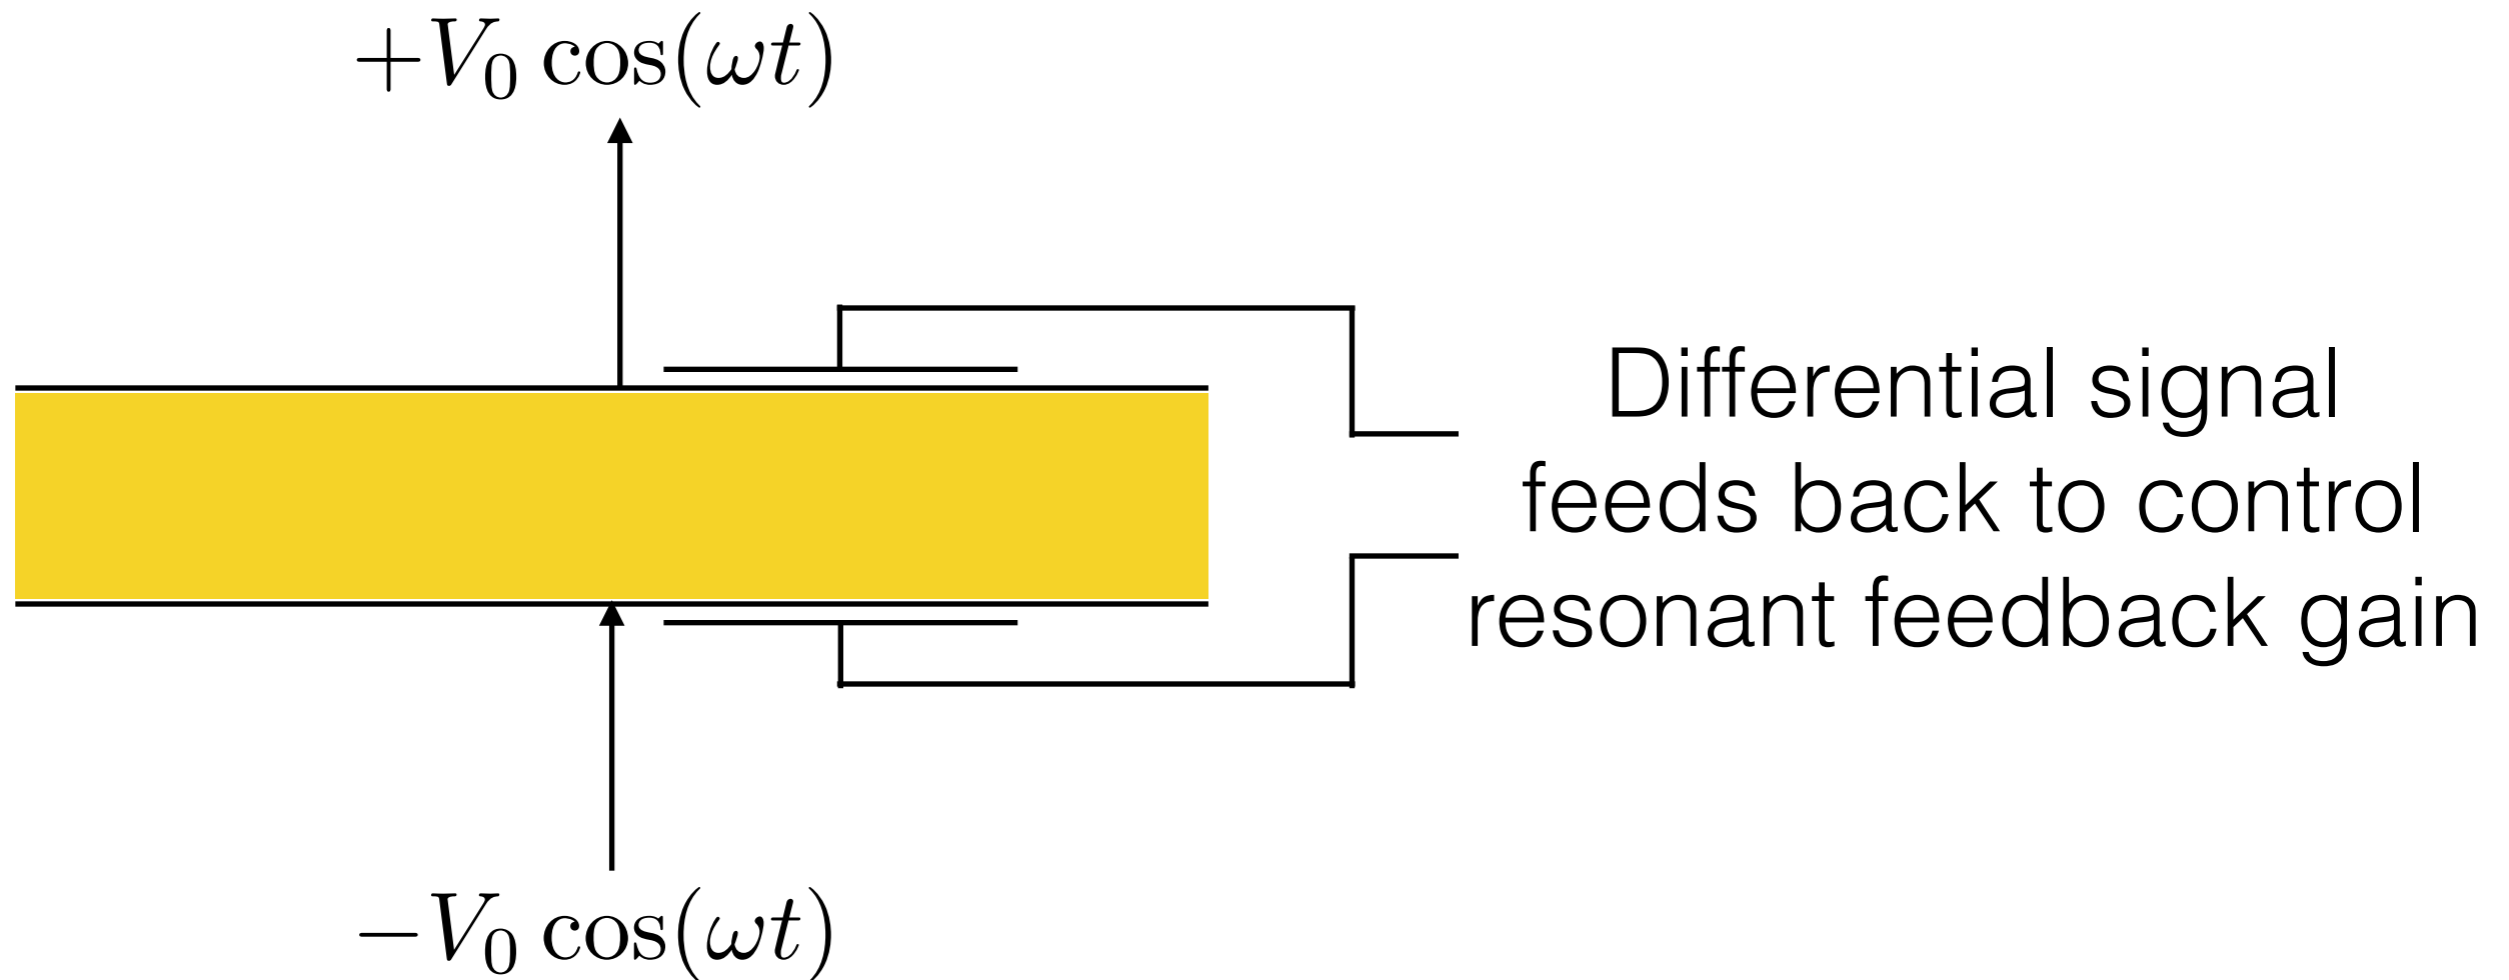 +V₀ cos(ωt)
Differential signal
feeds back to control
resonant feedback gain
−V₀ cos(ωt)